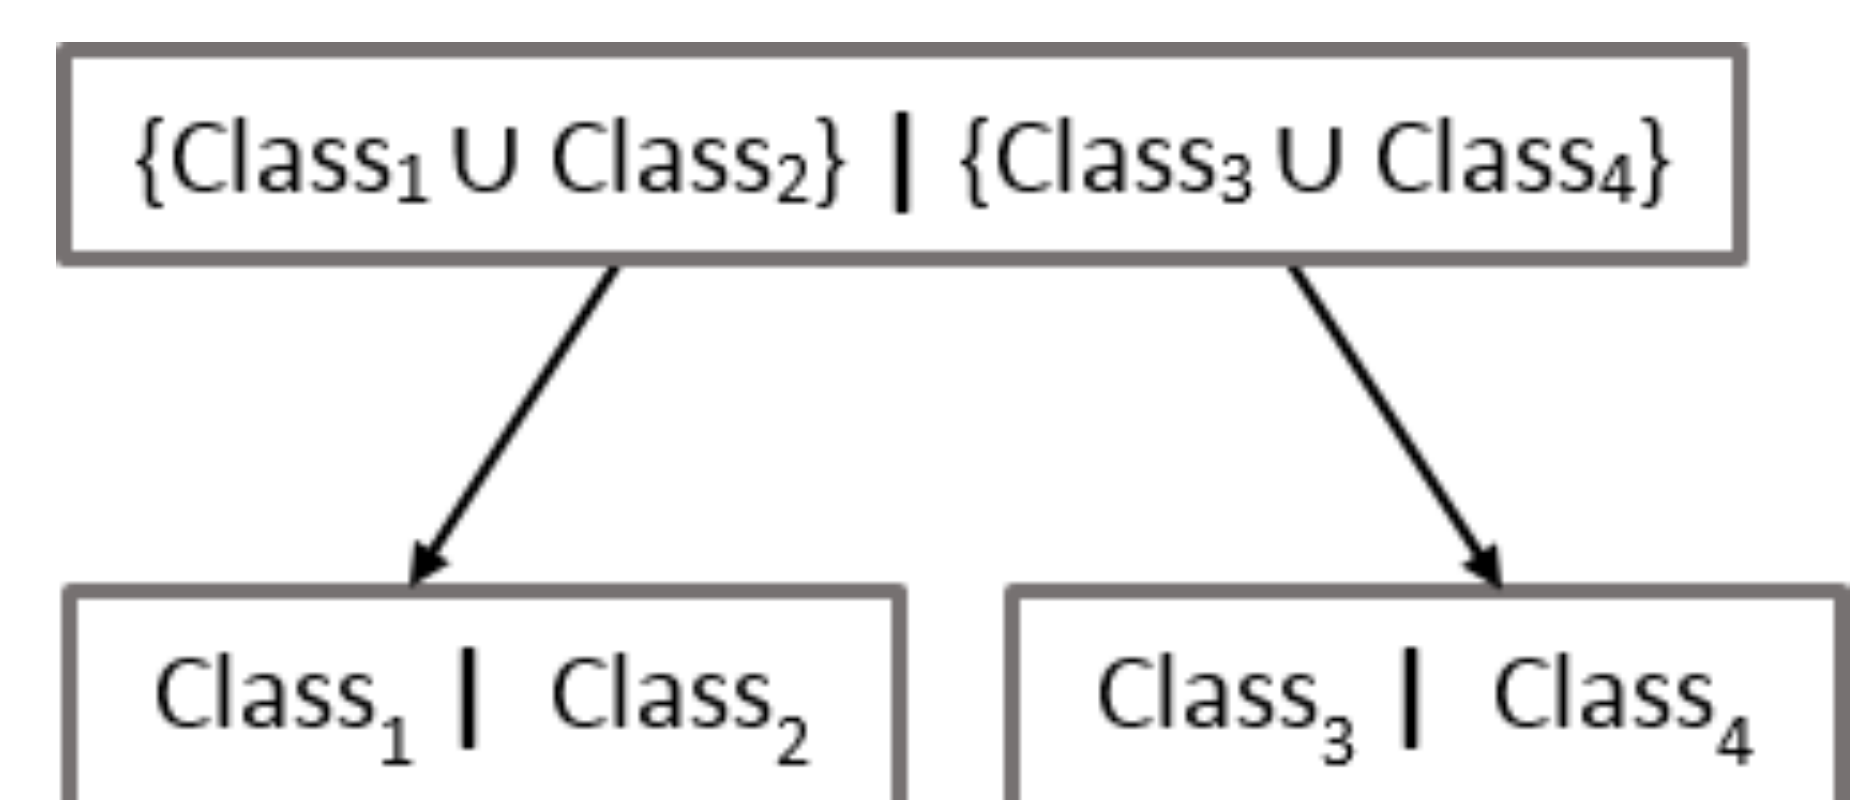 {Class₁ ∪ Class₂} | {Class₃ ∪ Class₄}
Class₁ | Class₂
Class₃ | Class₄